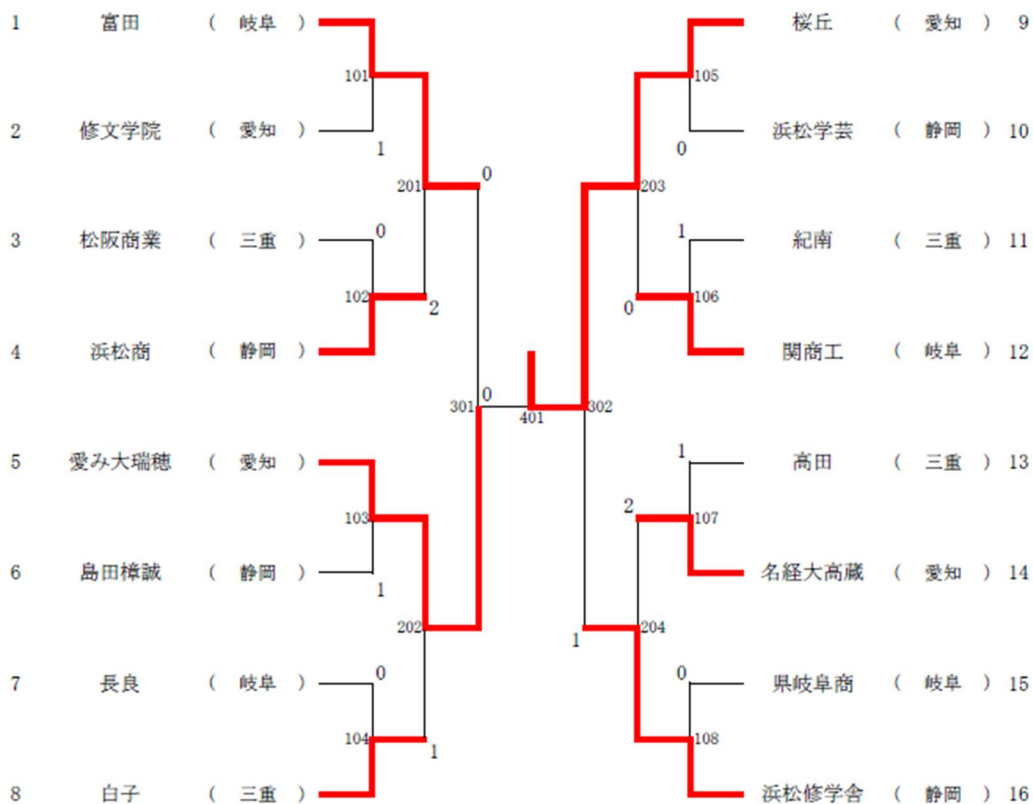 1 富田 ( 岐阜 )
101
2 修文学院 ( 愛知 )
1
201
0
3 松阪商業 ( 三重 )
0
102
2
4 浜松商 ( 静岡 )
301
0
401
5 愛み大瑞穂 ( 愛知 )
103
6 島田樟誠 ( 静岡 )
1
202
7 長良 ( 岐阜 )
0
104
1
8 白子 ( 三重 )
桜丘 ( 愛知 ) 9
105
浜松学芸 ( 静岡 ) 10
0
203
紀南 ( 三重 ) 11
1
106
0
関商工 ( 岐阜 ) 12
302
高田 ( 三重 ) 13
1
2
107
名経大高蔵 ( 愛知 ) 14
204
1
県岐阜商 ( 岐阜 ) 15
0
108
浜松修学舎 ( 静岡 ) 16